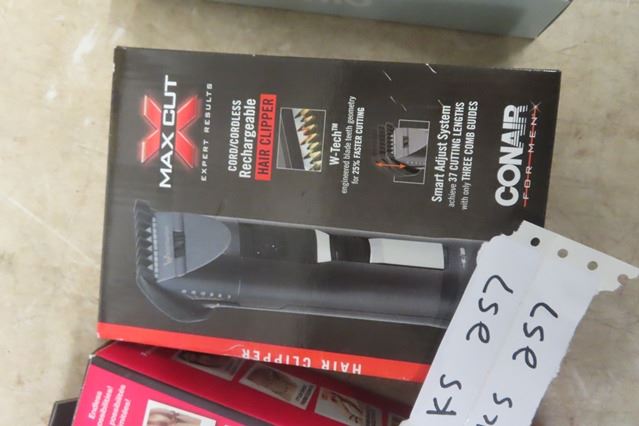 MAX CUT
EXPERT RESULTS
CORD/CORDLESS
Rechargeable
HAIR CLIPPER
W-Tech™
engineered blade teeth geometry
for 25% FASTER CUTTING
Smart Adjust System
achieve 37 CUTTING LENGTHS
with only THREE COMB GUIDES
CONAIR
FOR MEN
HAIR CLIPPER
KS 257
KS 257
Endless